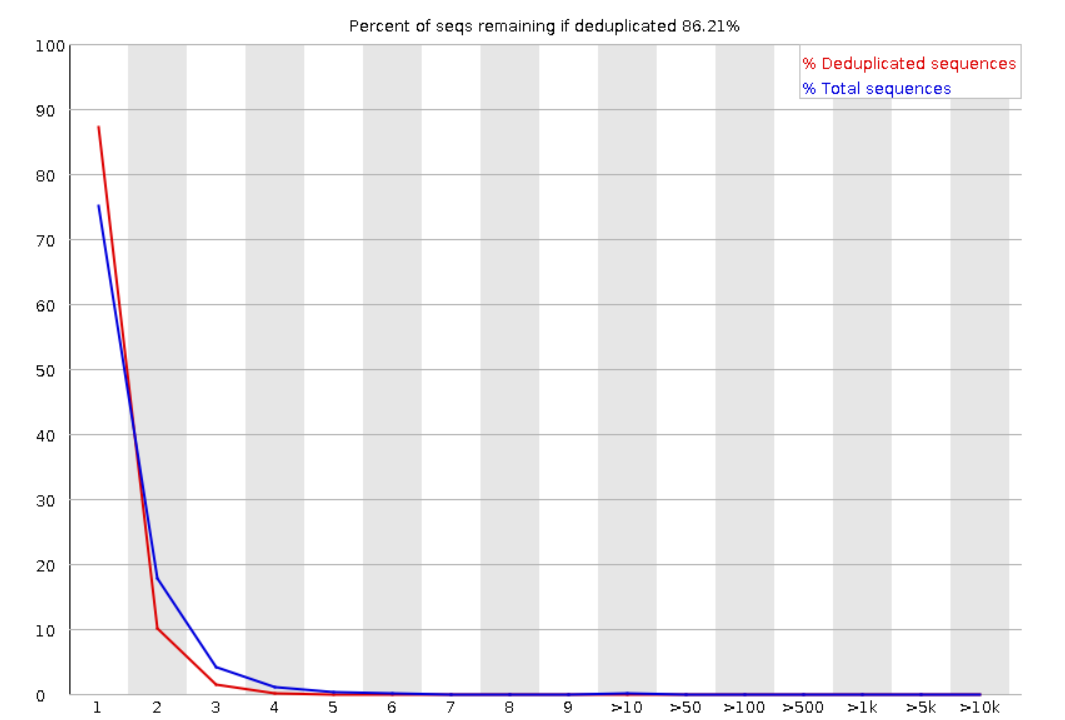 Percent of seqs remaining if deduplicated 86.21%
% Deduplicated sequences
% Total sequences
100
90
80
70
60
50
40
30
20
10
0
1 2 3 4 5 6 7 8 9 >10 >50 >100 >500 >1k >5k >10k